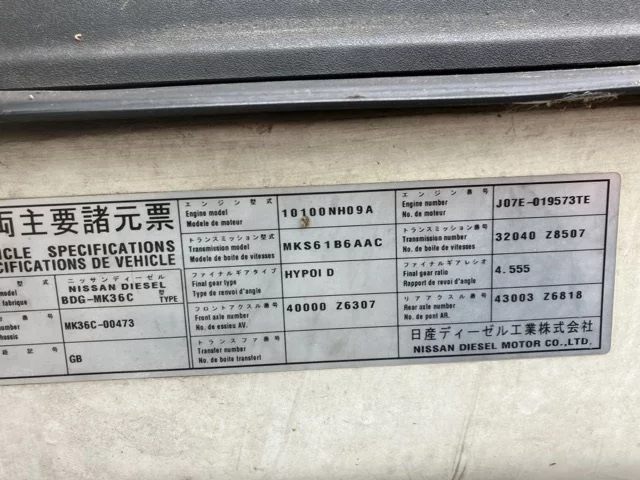 両主要諸元票
ICLE SPECIFICATIONS
CIFICATIONS DE VEHICLE
ニッサンディーゼル
NISSAN DIESEL
BDG-MK36C
型
TYPE
MK36C-00473
GB
エンジン型式
Engine model
Modele de moteur
10100NH09A
トランスミッション型式
Transmission model
Modele de boite de vitesses
MKS61B6AAC
ファイナルギアタイプ
Final gear type
Type de renvoi d'angle
HYPOID
フロントアクスル番号
Front axle number
No. de essieu AV.
40000 Z6307
トランスファ番号
Transfer number
No. de boite transfert
エンジン番号
Engine number
No. de moteur
J07E-019573TE
トランスミッション番号
Transmission number
No. de boite de vitesses
32040 Z8507
ファイナルギアレシオ
Final gear ratio
Rapport de renvoi d'angle
4.555
リアアクスル番号
Rear axle number
No. de pont AR.
43003 Z6818
日産ディーゼル工業株式会社
NISSAN DIESEL MOTOR CO.,LTD.